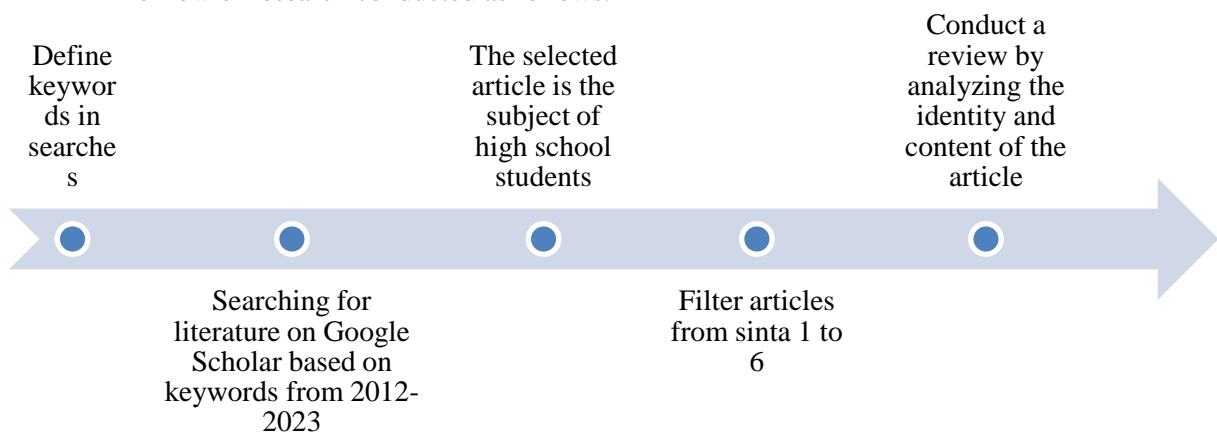 Define
keywor
ds in
searche
s
Searching for
literature on Google
Scholar based on
keywords from 2012-
2023
The selected
article is the
subject of
high school
students
Filter articles
from sinta 1 to
6
Conduct a
review by
analyzing the
identity and
content of the
article